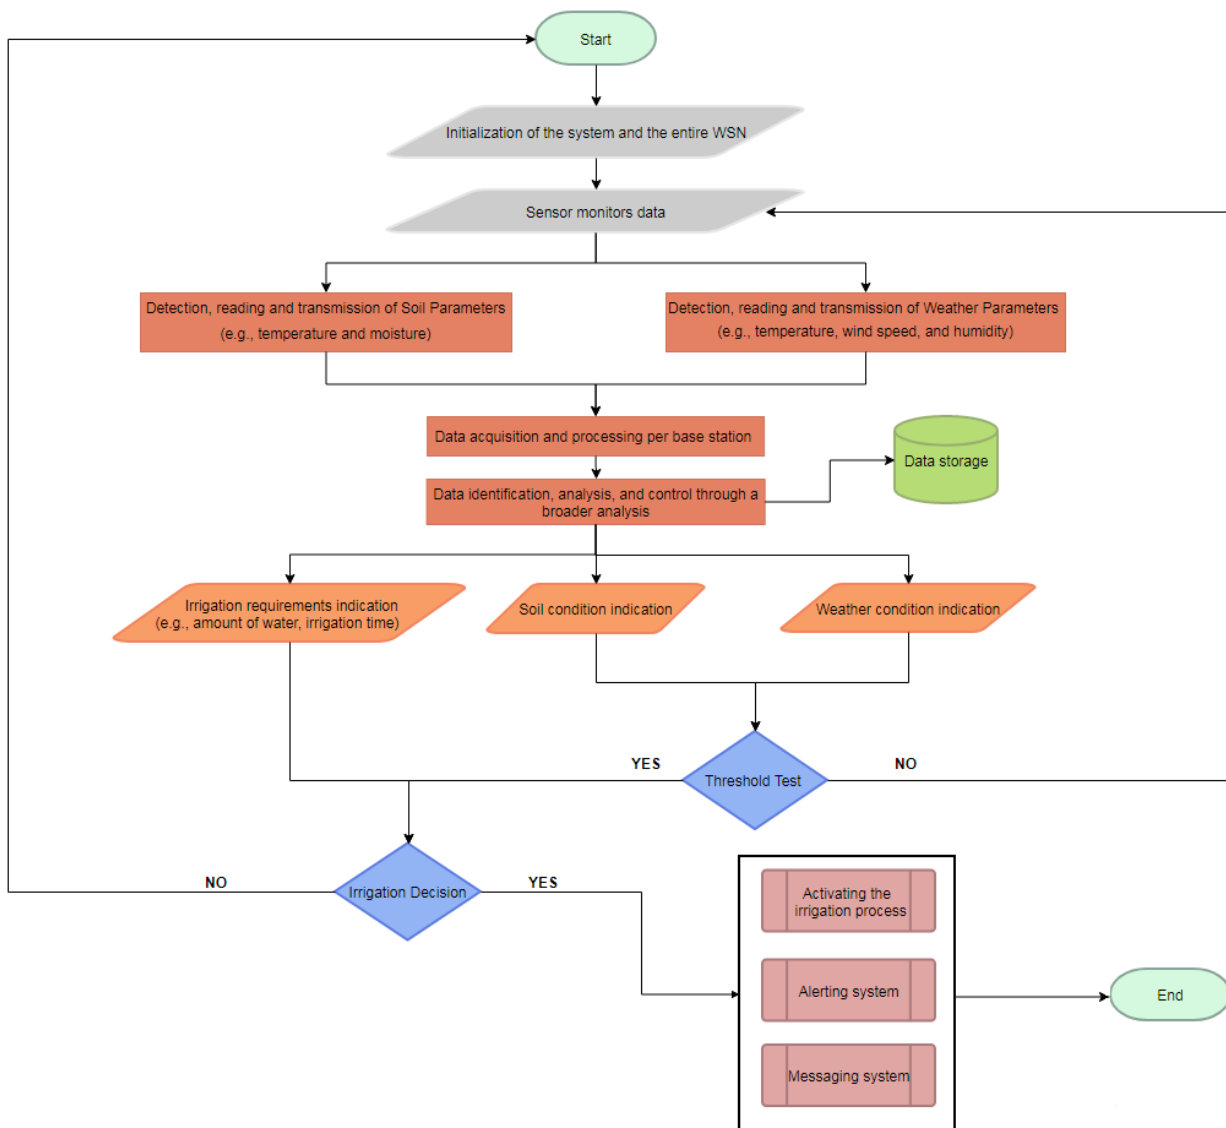 Start
Initialization of the system and the entire WSN
Sensor monitors data
Detection, reading and transmission of Soil Parameters
(e.g., temperature and moisture)
Detection, reading and transmission of Weather Parameters
(e.g., temperature, wind speed, and humidity)
Data acquisition and processing per base station
Data storage
Data identification, analysis, and control through a
broader analysis
Irrigation requirements indication
(e.g., amount of water, irrigation time)
Soil condition indication
Weather condition indication
YES
Threshold Test
NO
NO
Irrigation Decision
YES
Activating the
irrigation process
Alerting system
End
Messaging system